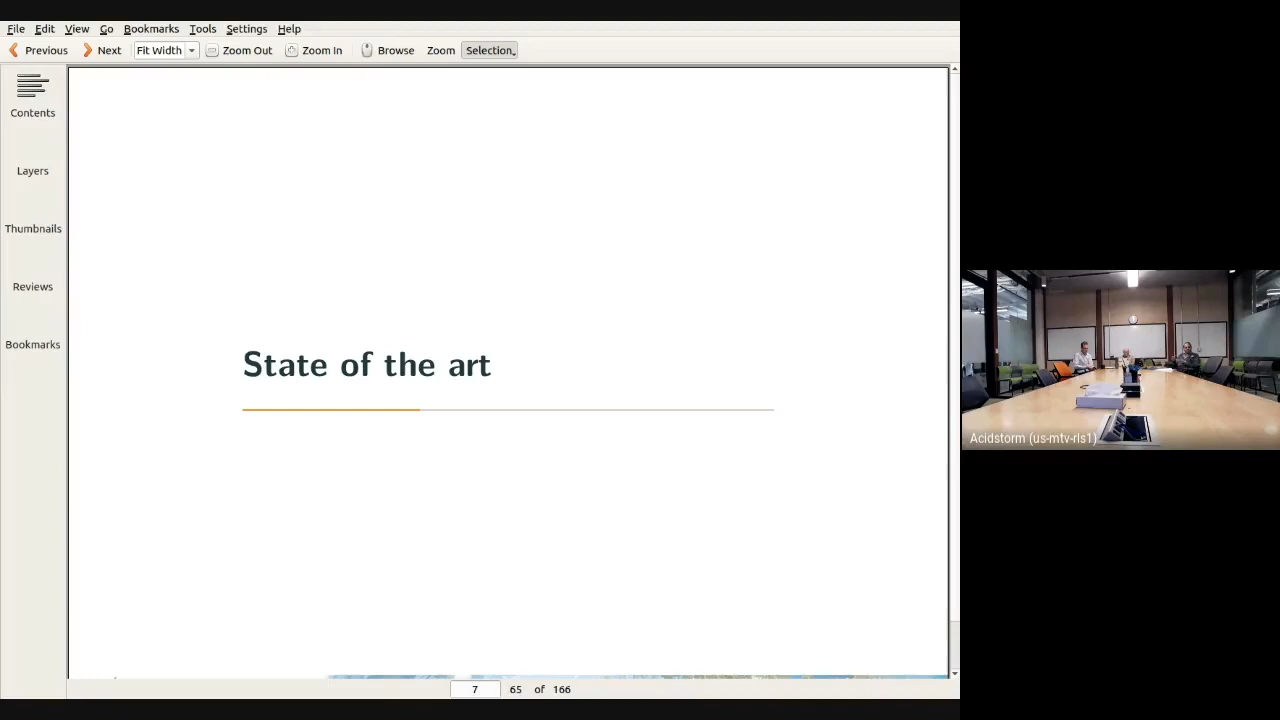 File Edit View Go Bookmarks Tools Settings Help
Previous Next Fit Width Zoom Out Zoom In Browse Zoom Selection
Contents
Layers
Thumbnails
Reviews
Bookmarks
State of the art
7 65 of 166
Acidstorm (us-mtv-rls1)